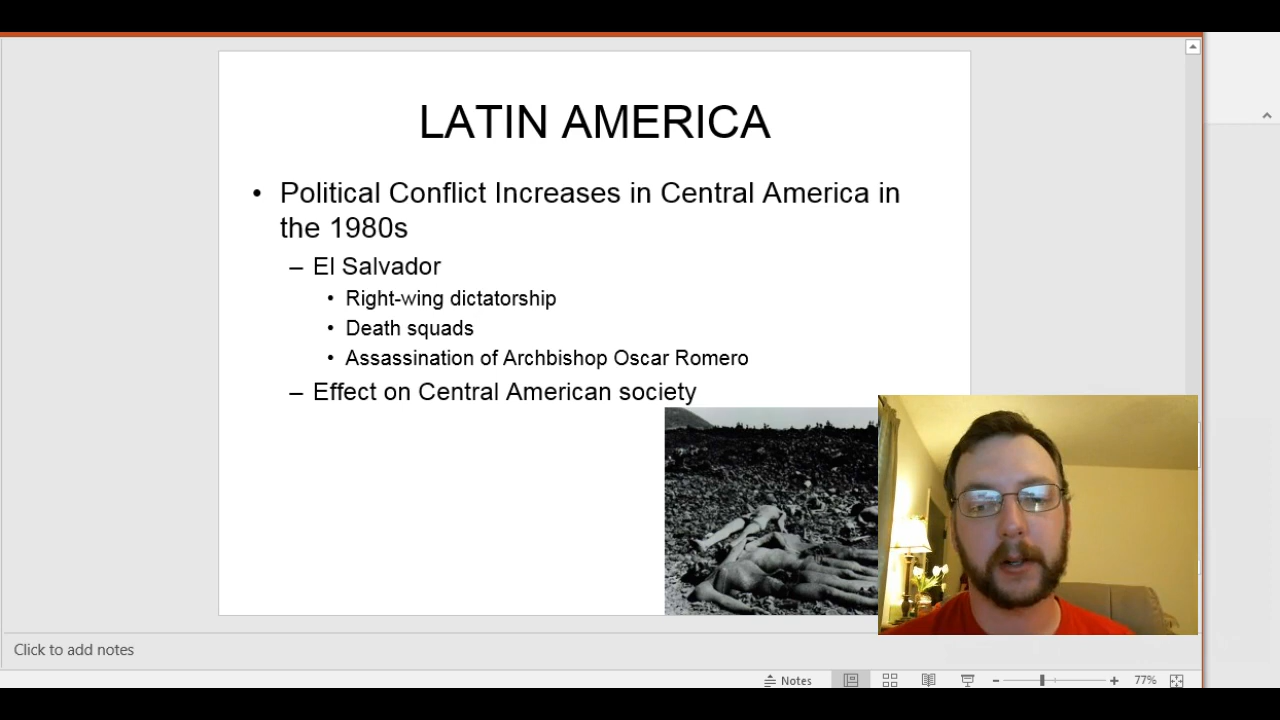 LATIN AMERICA
• Political Conflict Increases in Central America in
the 1980s
– El Salvador
• Right-wing dictatorship
• Death squads
• Assassination of Archbishop Oscar Romero
– Effect on Central American society
Click to add notes
Notes
77%